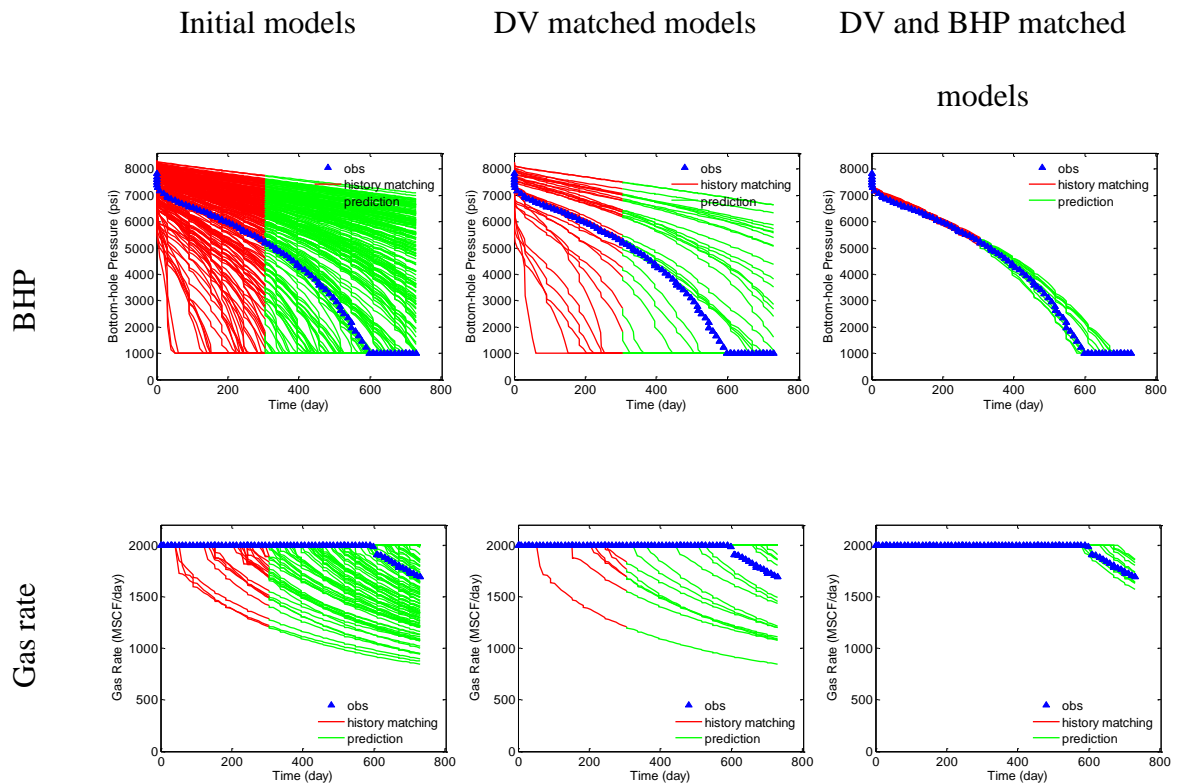 Initial models
DV matched models
DV and BHP matched
models
BHP
Bottom-hole Pressure (psi)
8000
7000
6000
5000
4000
3000
2000
1000
0
obs
history matching
prediction
0 200 400 600 800
Time (day)
Bottom-hole Pressure (psi)
8000
7000
6000
5000
4000
3000
2000
1000
0
obs
history matching
prediction
0 200 400 600 800
Time (day)
Bottom-hole Pressure (psi)
8000
7000
6000
5000
4000
3000
2000
1000
0
obs
history matching
prediction
0 200 400 600 800
Time (day)
Gas rate
Gas Rate (MSCF/day)
2000
1500
1000
500
0
obs
history matching
prediction
0 200 400 600 800
Time (day)
Gas Rate (MSCF/day)
2000
1500
1000
500
0
obs
history matching
prediction
0 200 400 600 800
Time (day)
Gas Rate (MSCF/day)
2000
1500
1000
500
0
obs
history matching
prediction
0 200 400 600 800
Time (day)